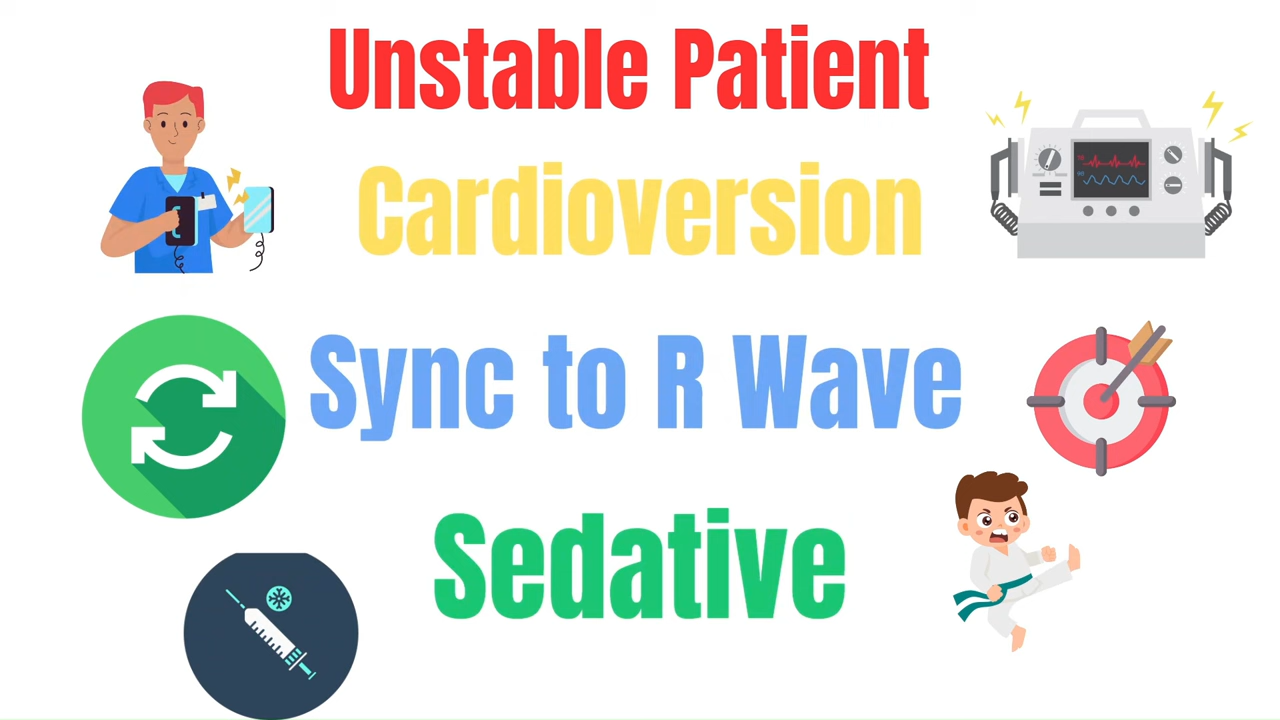 Unstable Patient
Cardioversion
Sync to R Wave
Sedative